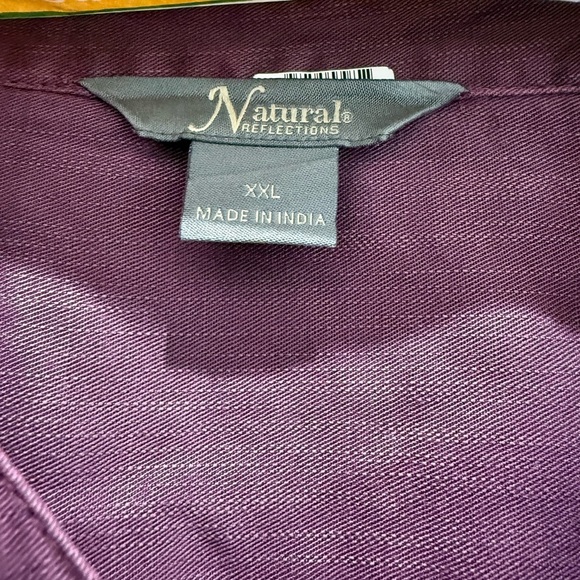 Natural®
REFLECTIONS
XXL
MADE IN INDIA